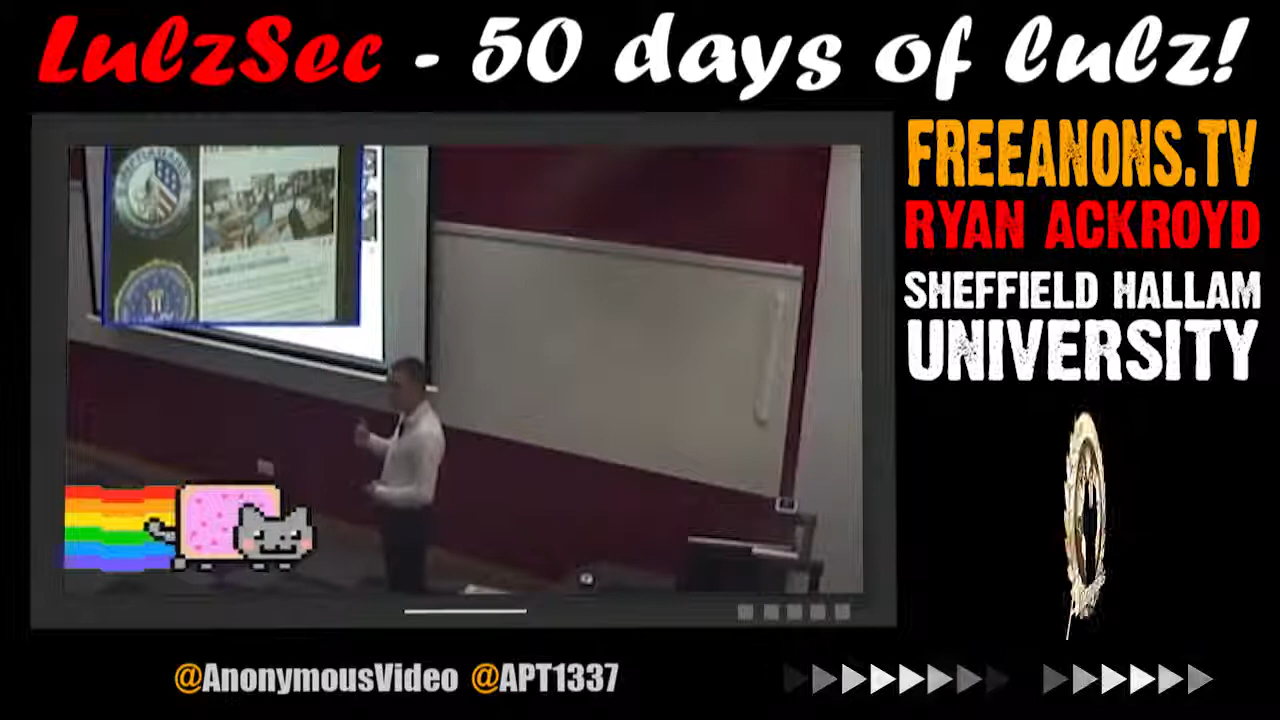 LulzSec - 50 days of lulz!
FREEANONS.TV
RYAN ACKROYD
SHEFFIELD HALLAM
UNIVERSITY
@AnonymousVideo @APT1337